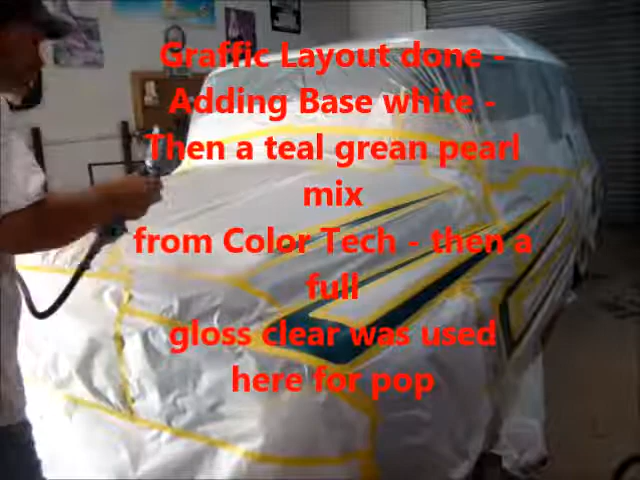 Graffic Layout done -
Adding Base white -
Then a teal grean pearl
mix
from Color Tech - then a
full
gloss clear was used
here for pop